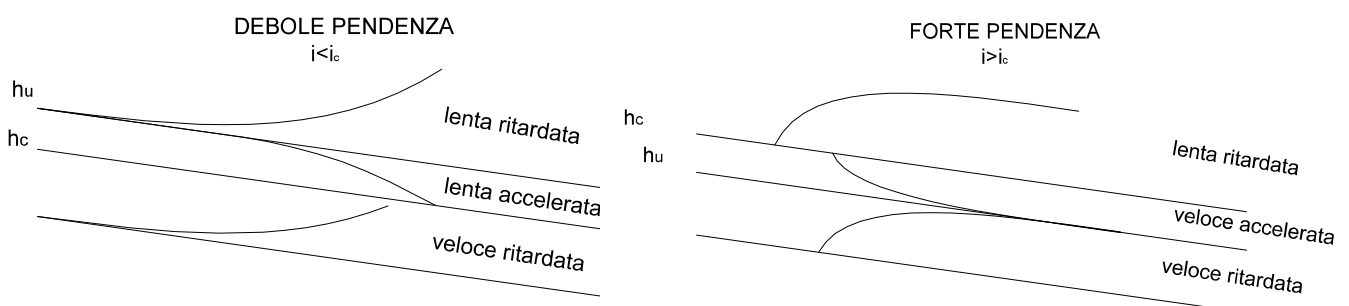 DEBOLE PENDENZA
i<ic
hu
hc
lenta ritardata
lenta accelerata
veloce ritardata
FORTE PENDENZA
i>ic
hc
hu
lenta ritardata
veloce accelerata
veloce ritardata